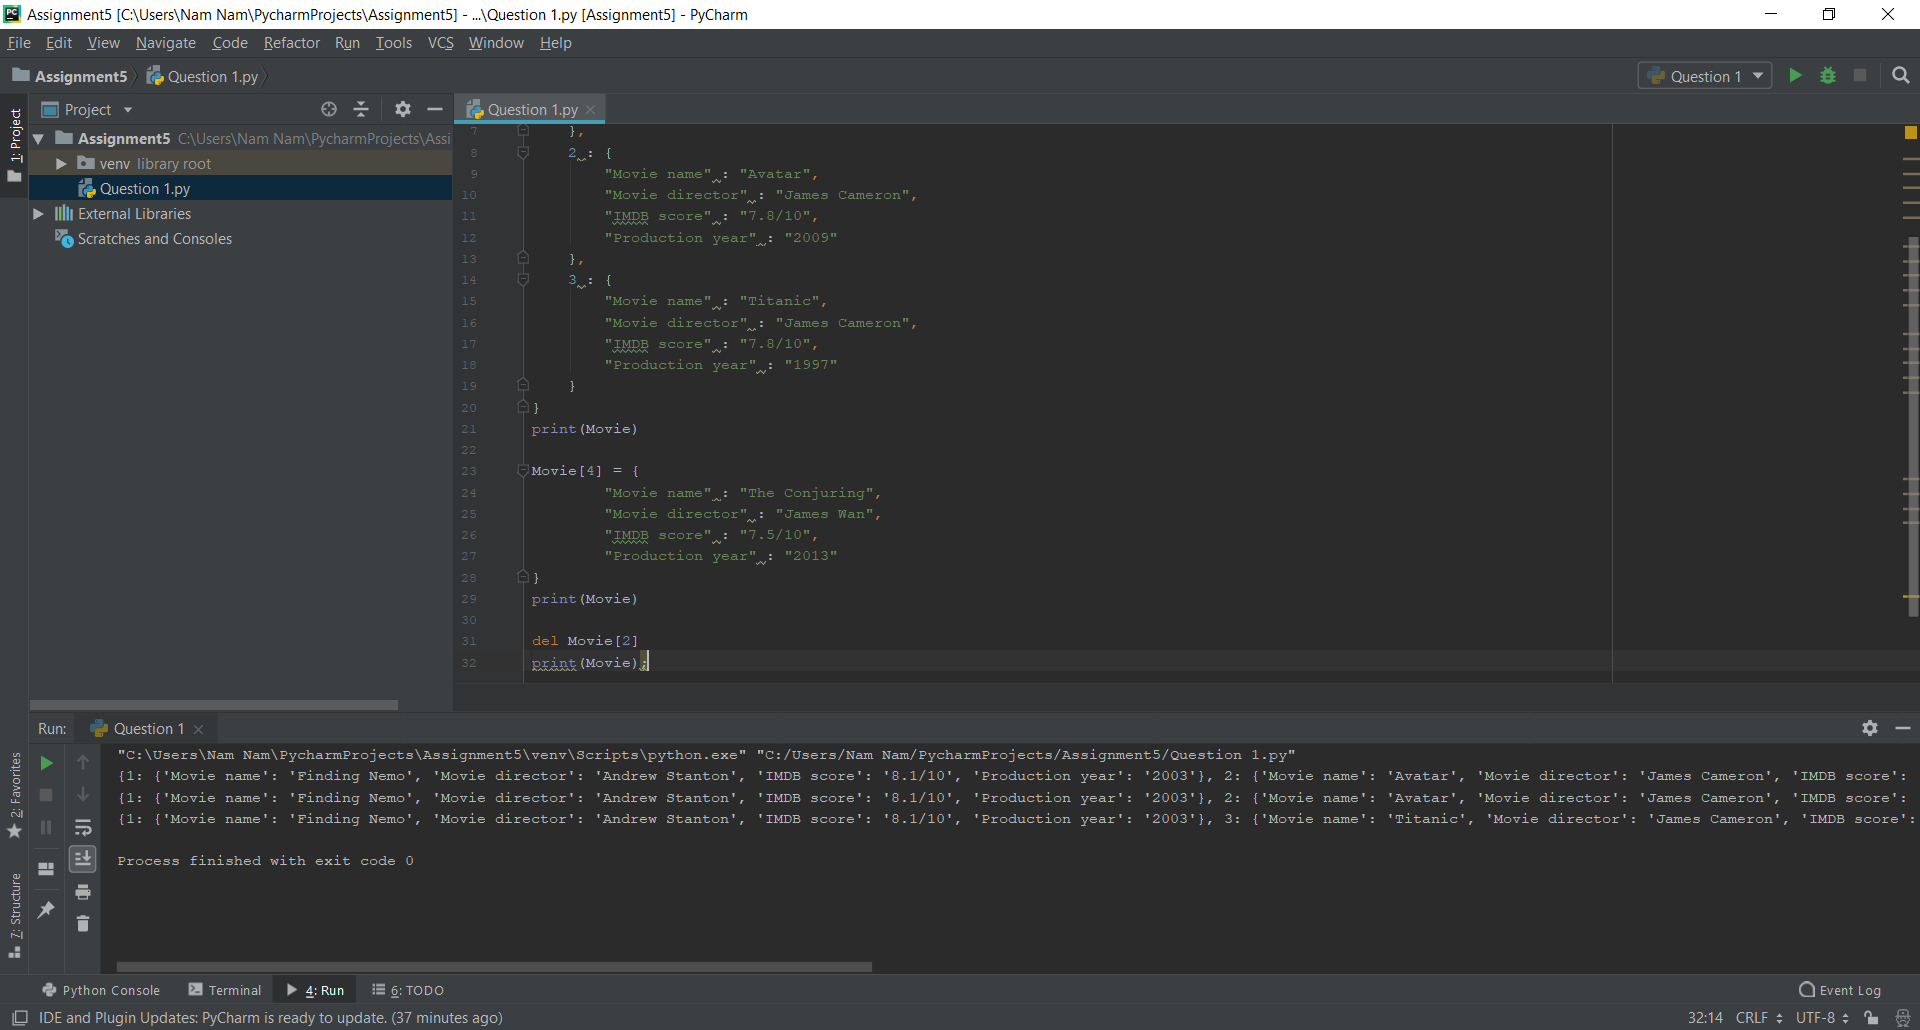 Assignment5 [C:\Users\Nam Nam\PycharmProjects\Assignment5] - ...\Question 1.py [Assignment5] - PyCharm
File Edit View Navigate Code Refactor Run Tools VCS Window Help
Assignment5 Question 1.py
Question 1
1: Project
Project
Assignment5 C:\Users\Nam Nam\PycharmProjects\Assi
venv library root
Question 1.py
External Libraries
Scratches and Consoles
Question 1.py
7 },
8 2 : {
9 "Movie name" : "Avatar",
10 "Movie director" : "James Cameron",
11 "IMDB score" : "7.8/10",
12 "Production year" : "2009"
13 },
14 3 : {
15 "Movie name" : "Titanic",
16 "Movie director" : "James Cameron",
17 "IMDB score" : "7.8/10",
18 "Production year" : "1997"
19 }
20 }
21 print(Movie)
22
23 Movie[4] = {
24 "Movie name" : "The Conjuring",
25 "Movie director" : "James Wan",
26 "IMDB score" : "7.5/10",
27 "Production year" : "2013"
28 }
29 print(Movie)
30
31 del Movie[2]
32 print(Movie);
Run: Question 1
"C:\Users\Nam Nam\PycharmProjects\Assignment5\venv\Scripts\python.exe" "C:/Users/Nam Nam/PycharmProjects/Assignment5/Question 1.py"
{1: {'Movie name': 'Finding Nemo', 'Movie director': 'Andrew Stanton', 'IMDB score': '8.1/10', 'Production year': '2003'}, 2: {'Movie name': 'Avatar', 'Movie director': 'James Cameron', 'IMDB score':
{1: {'Movie name': 'Finding Nemo', 'Movie director': 'Andrew Stanton', 'IMDB score': '8.1/10', 'Production year': '2003'}, 2: {'Movie name': 'Avatar', 'Movie director': 'James Cameron', 'IMDB score':
{1: {'Movie name': 'Finding Nemo', 'Movie director': 'Andrew Stanton', 'IMDB score': '8.1/10', 'Production year': '2003'}, 3: {'Movie name': 'Titanic', 'Movie director': 'James Cameron', 'IMDB score':
Process finished with exit code 0
2: Favorites
7: Structure
Python Console Terminal 4: Run 6: TODO Event Log
IDE and Plugin Updates: PyCharm is ready to update. (37 minutes ago) 32:14 CRLF UTF-8